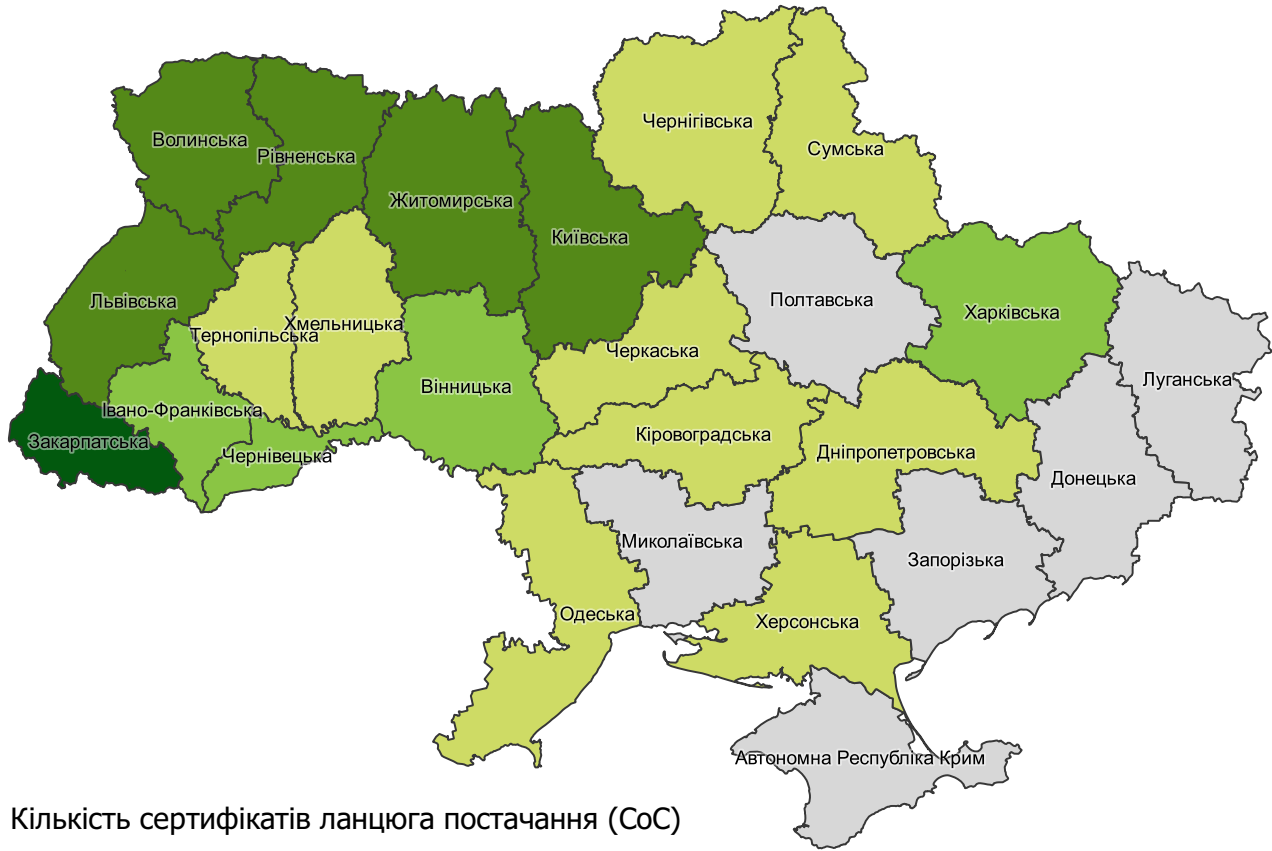 Чернігівська
Сумська
Волинська
Рівненська
Житомирська
Київська
Львівська
Полтавська
Харківська
Тернопільська
Хмельницька
Черкаська
Вінницька
Луганська
Івано-Франківська
Закарпатська
Чернівецька
Кіровоградська
Дніпропетровська
Донецька
Миколаївська
Запорізька
Одеська
Херсонська
Автономна Республіка Крим
Кількість сертифікатів ланцюга постачання (CoC)